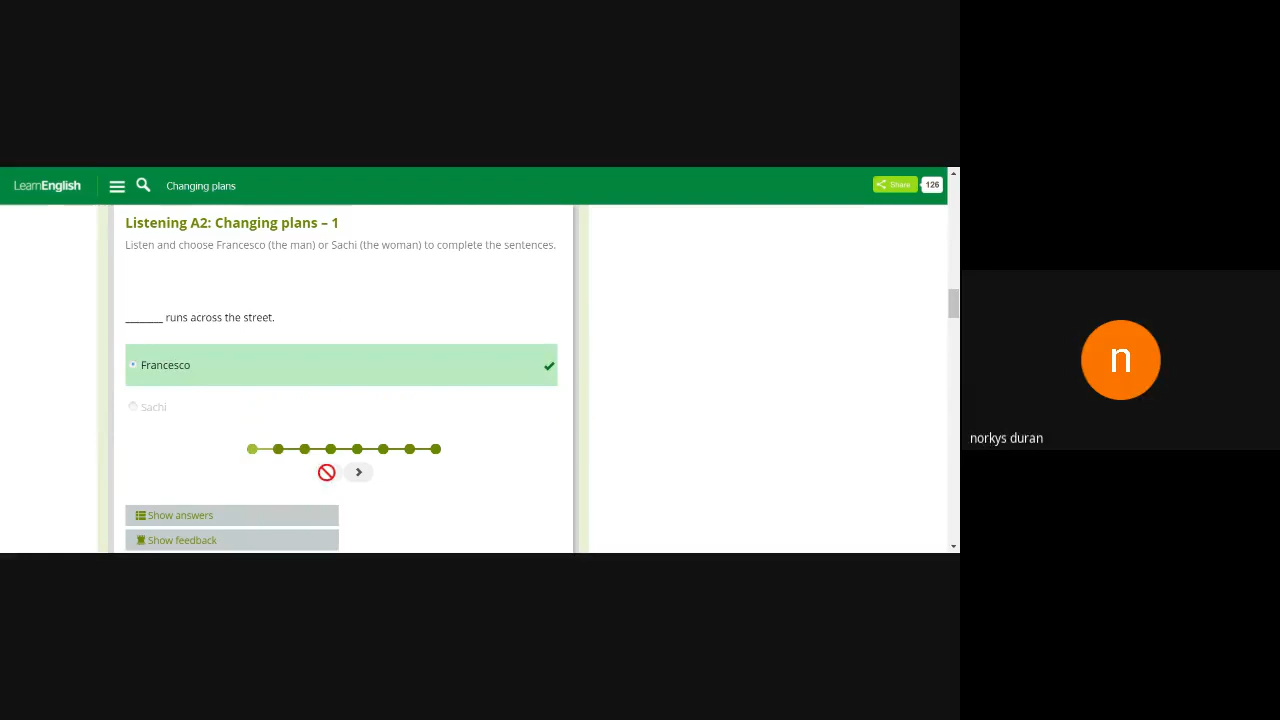 LearnEnglish
Changing plans
Share
126
Listening A2: Changing plans – 1
Listen and choose Francesco (the man) or Sachi (the woman) to complete the sentences.
_______ runs across the street.
Francesco
Sachi
Show answers
Show feedback
n
norkys duran